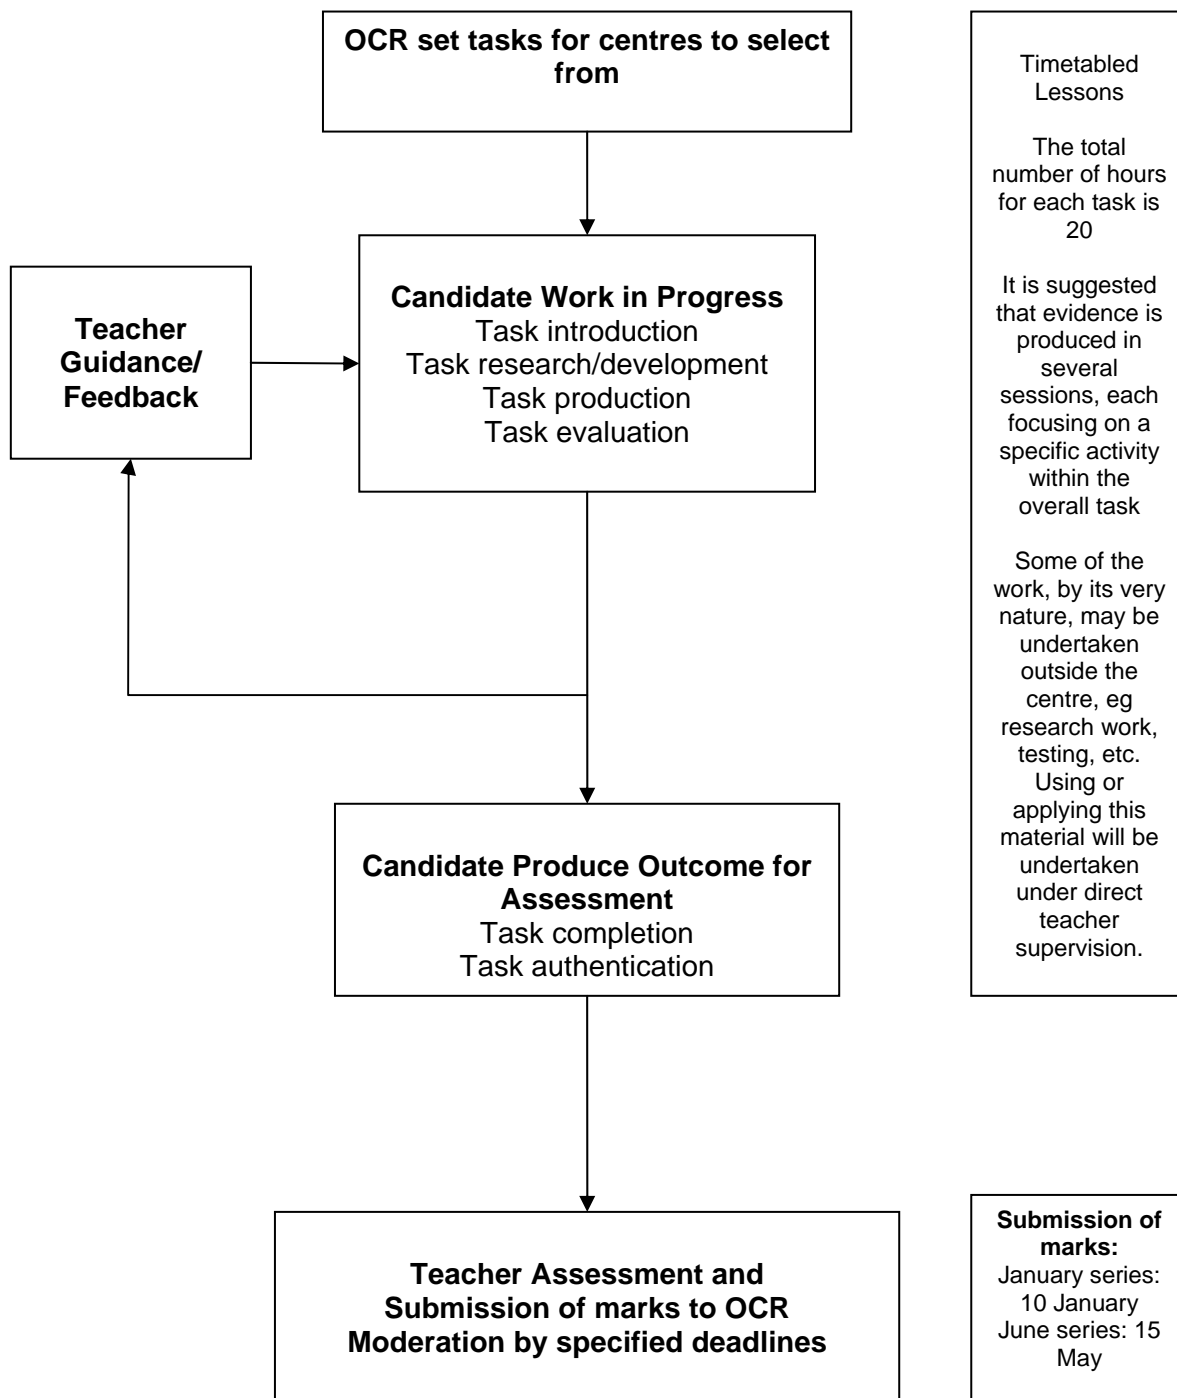 OCR set tasks for centres to select
from
Candidate Work in Progress
Task introduction
Task research/development
Task production
Task evaluation
Teacher
Guidance/
Feedback
Candidate Produce Outcome for
Assessment
Task completion
Task authentication
Teacher Assessment and
Submission of marks to OCR
Moderation by specified deadlines
Timetabled
Lessons
The total
number of hours
for each task is
20
It is suggested
that evidence is
produced in
several
sessions, each
focusing on a
specific activity
within the
overall task
Some of the
work, by its very
nature, may be
undertaken
outside the
centre, eg
research work,
testing, etc.
Using or
applying this
material will be
undertaken
under direct
teacher
supervision.
Submission of
marks:
January series:
10 January
June series: 15
May